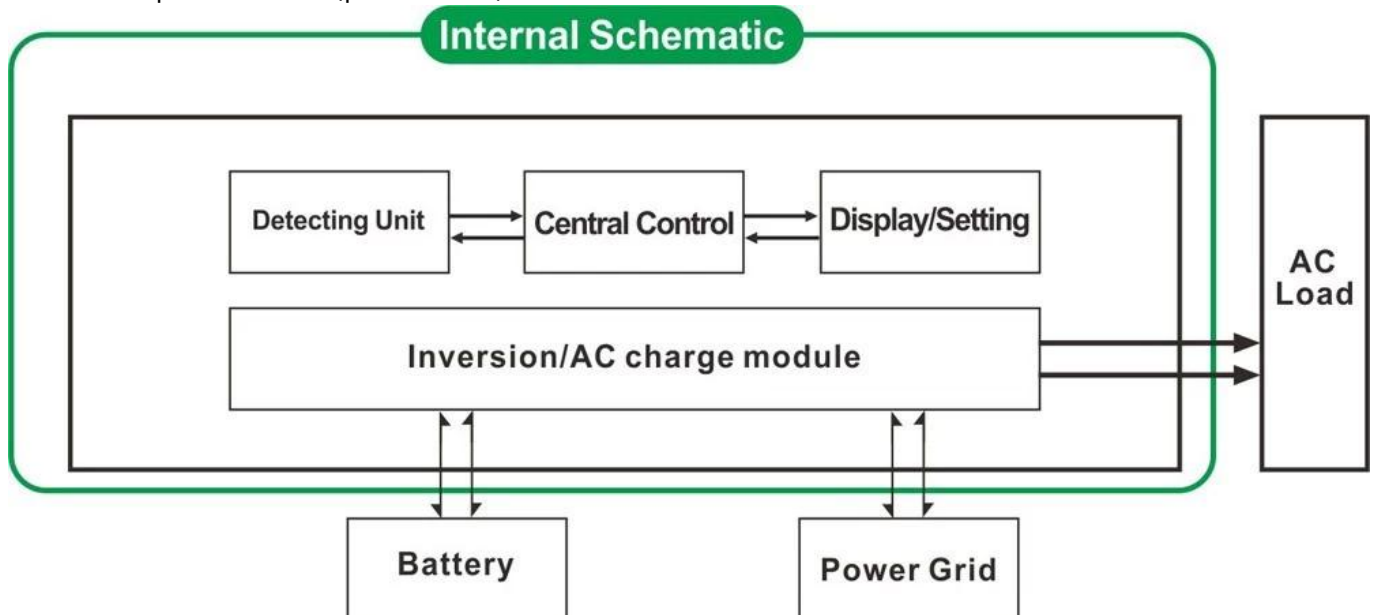 Internal Schematic
Detecting Unit
Central Control
Display/Setting
AC
Load
Inversion/AC charge module
Battery
Power Grid